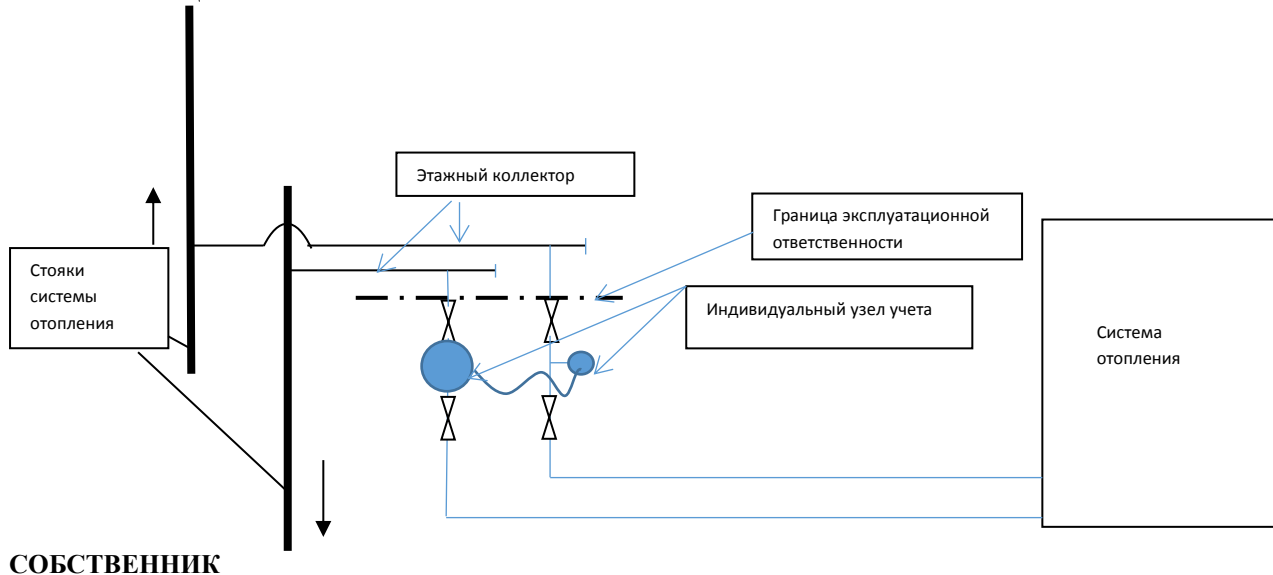 Этажный коллектор
Граница эксплуатационной
ответственности
Стояки
системы
отопления
Индивидуальный узел учета
Система
отопления
СОБСТВЕННИК